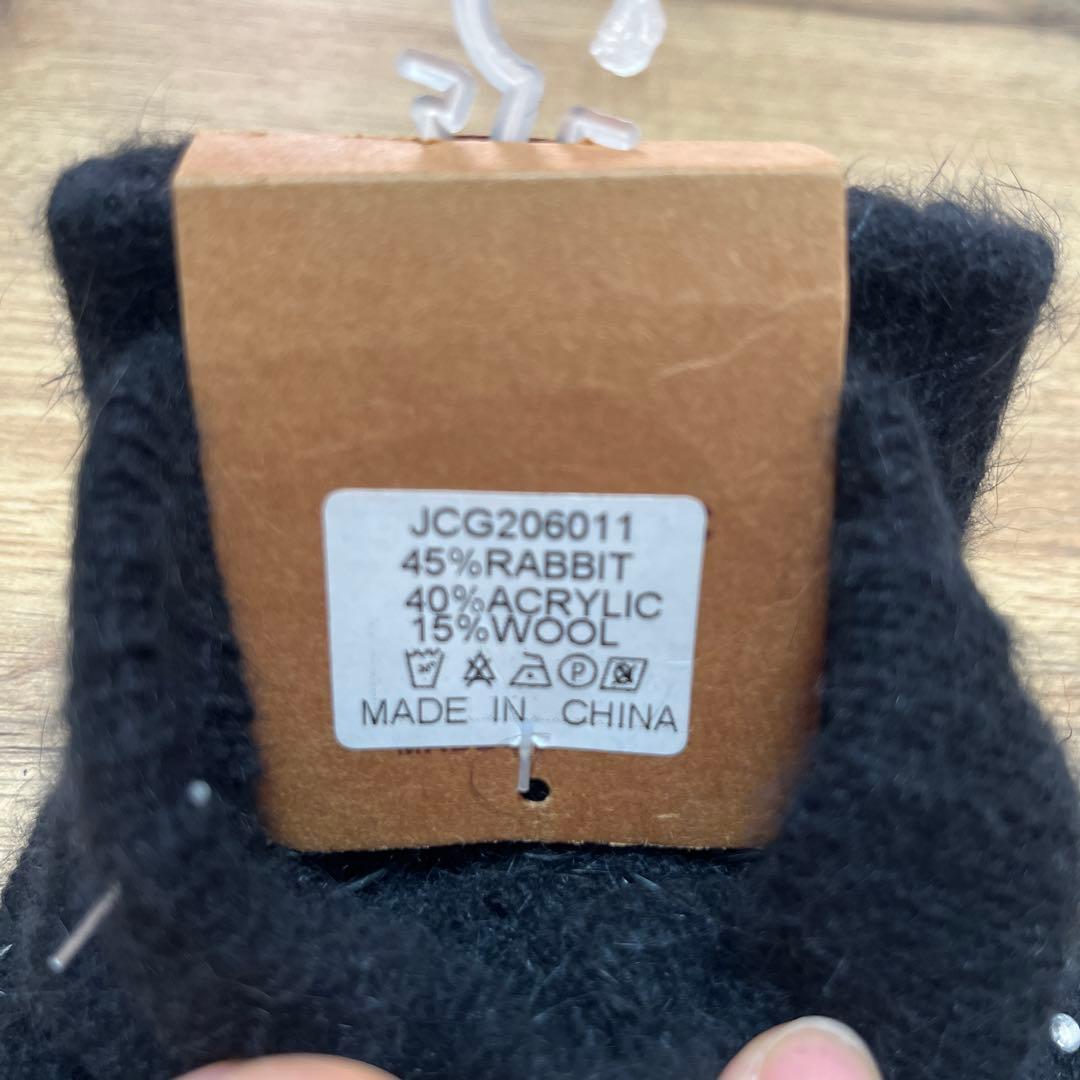 JCG206011
45%RABBIT
40%ACRYLIC
15%WOOL
P
MADE IN CHINA